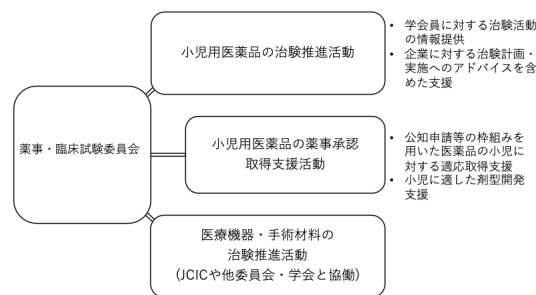 小児用医薬品の治験推進活動
• 学会員に対する治験活動
の情報提供
• 企業に対する治験計画・
実施へのアドバイスを含
めた支援
薬事・臨床試験委員会
小児用医薬品の薬事承認
取得支援活動
• 公知申請等の枠組みを
用いた医薬品の小児に
対する適応取得支援
• 小児に適した剤型開発
支援
医療機器・手術材料の
治験推進活動
（JCICや他委員会・学会と協働）